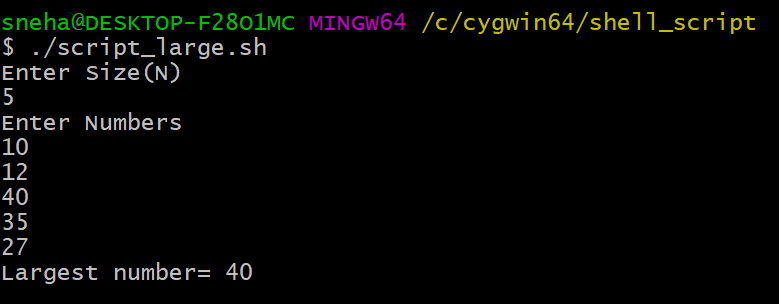 sneha@DESKTOP-F28O1MC MINGW64 /c/cygwin64/shell_script
$ ./script_large.sh
Enter Size(N)
5
Enter Numbers
10
12
40
35
27
Largest number= 40